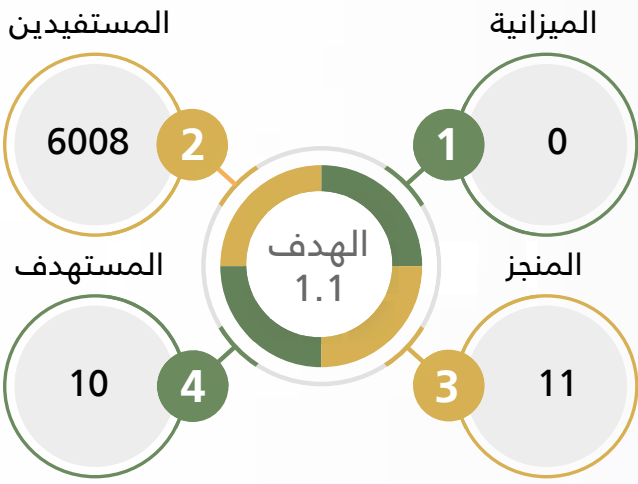 الميزانية
0
1
المستفيدين
6008
2
الهدف
1.1
المنجز
11
3
المستهدف
10
4